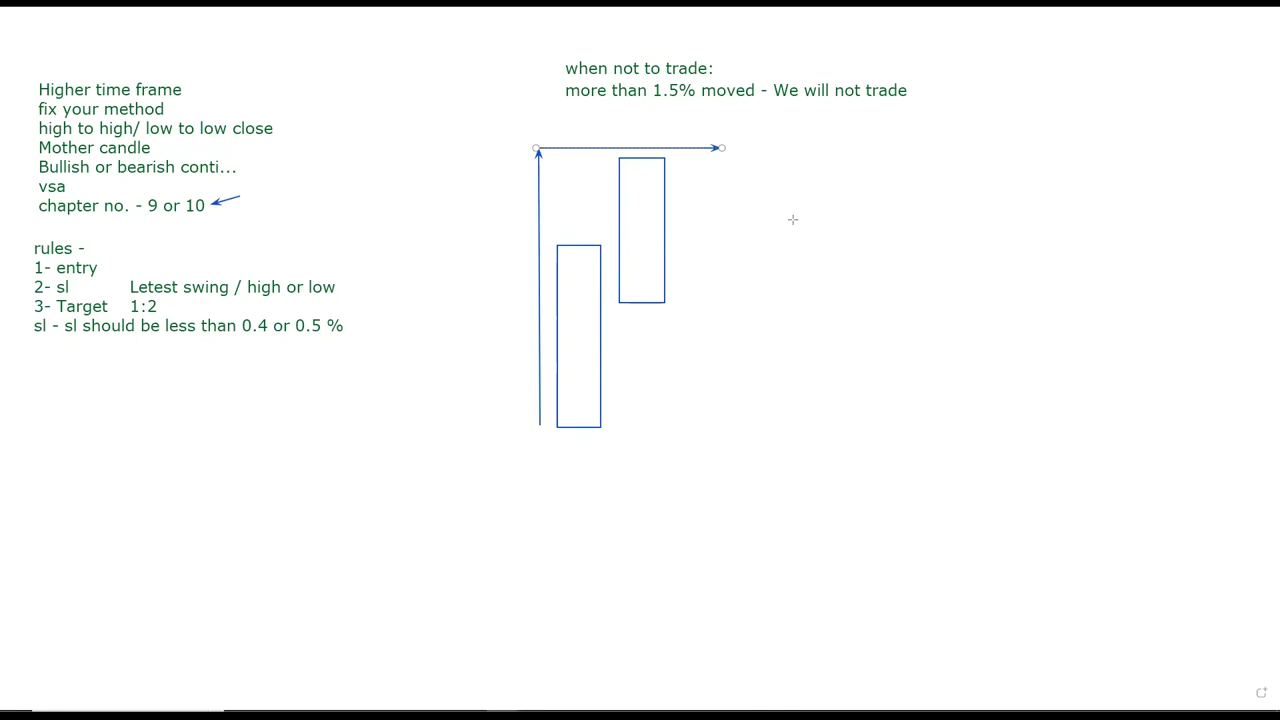 Higher time frame
fix your method
high to high/ low to low close
Mother candle
Bullish or bearish conti...
vsa
chapter no. - 9 or 10
rules -
1- entry
2- sl Letest swing / high or low
3- Target 1:2
sl - sl should be less than 0.4 or 0.5 %
when not to trade:
more than 1.5% moved - We will not trade